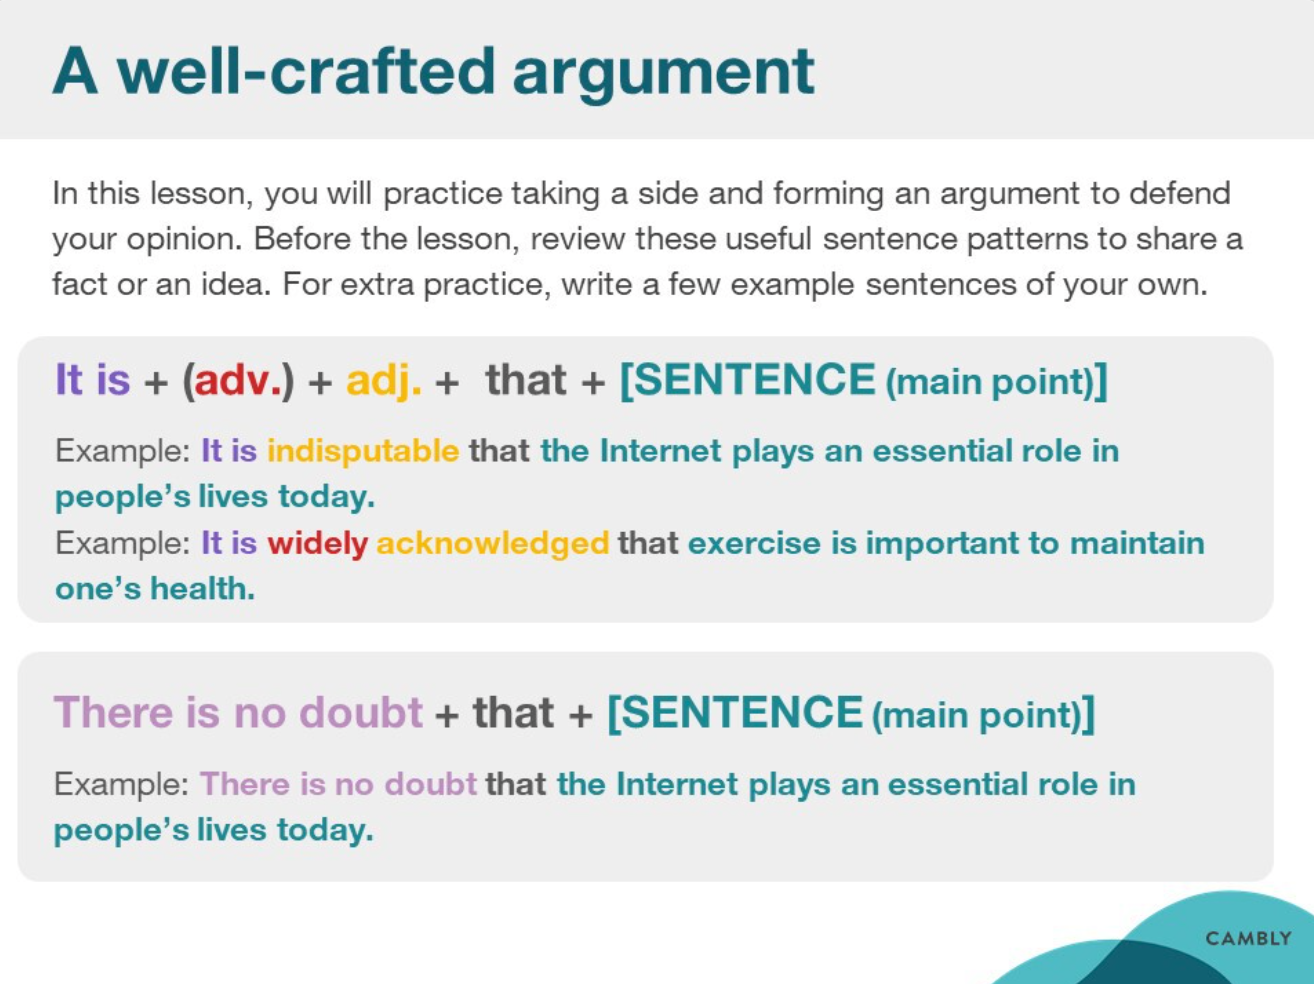 A well-crafted argument
In this lesson, you will practice taking a side and forming an argument to defend
your opinion. Before the lesson, review these useful sentence patterns to share a
fact or an idea. For extra practice, write a few example sentences of your own.
It is + (adv.) + adj. + that + [SENTENCE (main point)]
Example: It is indisputable that the Internet plays an essential role in
people's lives today.
Example: It is widely acknowledged that exercise is important to maintain
one's health.
There is no doubt + that + [SENTENCE (main point)]
Example: There is no doubt that the Internet plays an essential role in
people's lives today.
CAMBLY